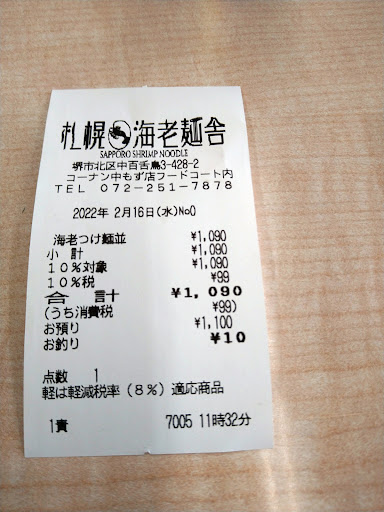 札幌海老麺舎
SAPPORO SHRIMP NOODLE
堺市北区中百舌鳥3-428-2
コーナン中もず店フードコート内
TEL 072-251-7878
2022年 2月16日(水)No0
海老つけ麺並 ¥1,090
小 計 ¥1,090
10%対象 ¥1,090
10%税 ¥99
合 計 ¥1,090
(うち消費税 ¥99)
お預り ¥1,100
お釣り ¥10
点数 1
軽は軽減税率(8%)適応商品
1責 7005 11時32分